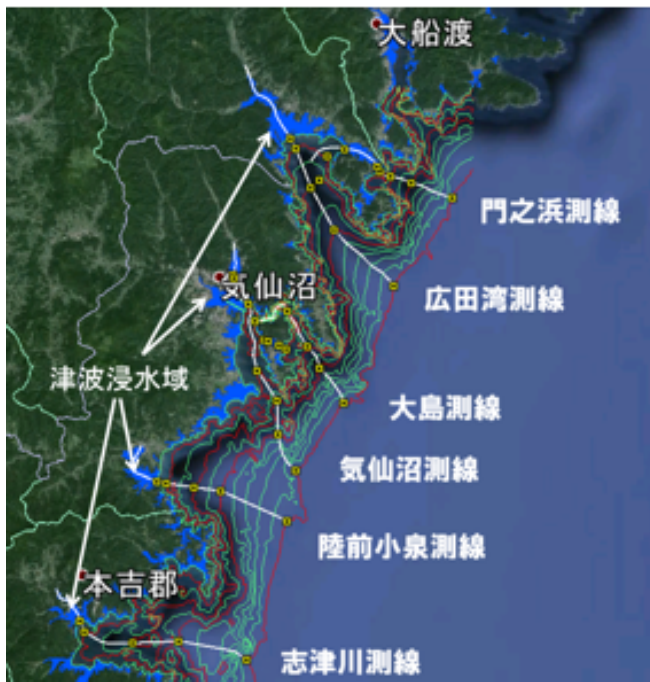 大船渡
門之浜測線
気仙沼
広田湾測線
津波浸水域
大島測線
気仙沼測線
陸前小泉測線
本吉郡
志津川測線